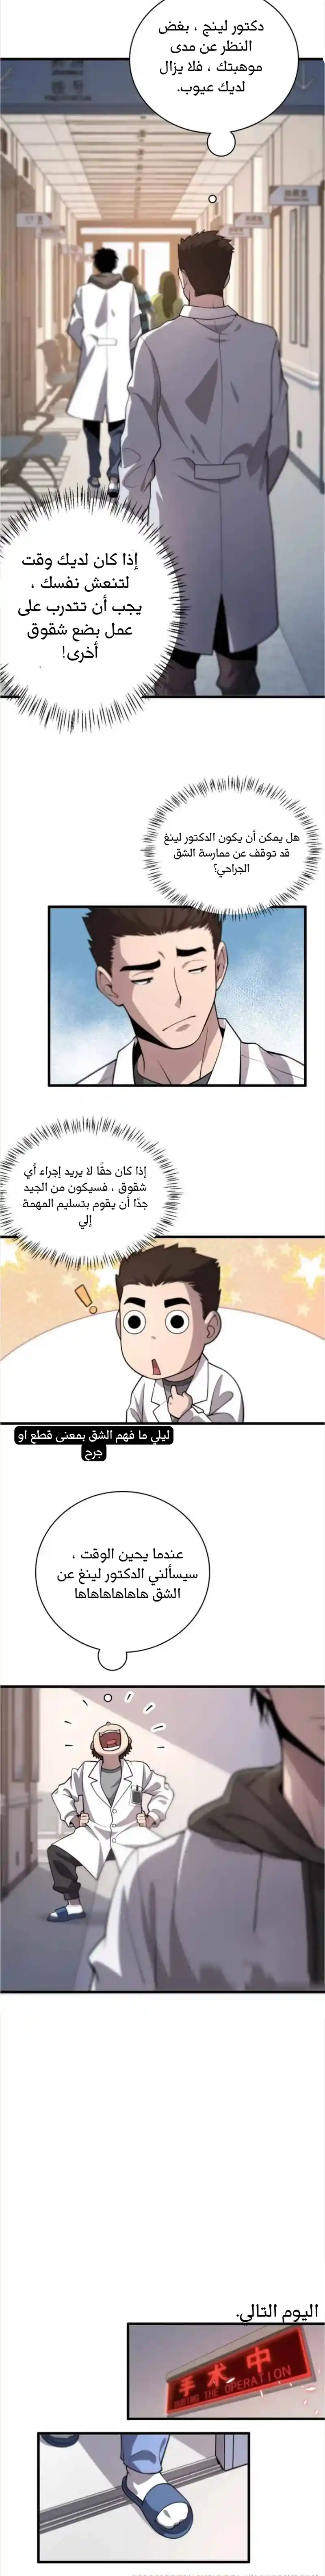 دكتور لينج ، بغض
النظر عن مدى
موهبتك ، فلا يزال
لديك عيوب.
إذا كان لديك وقت
لتنعش نفسك ،
يجب أن تتدرب على
عمل بضع شقوق
أخرى!
هل يمكن أن يكون الدكتور لينغ
قد توقف عن ممارسة الشق
الجراحي؟
إذا كان حقًا لا يريد إجراء أي
شقوق ، فسيكون من الجيد
جدًا أن يقوم بتسليم المهمة
إلي
ليلي ما فهم الشق بمعنى قطع او
جرح
عندما يحين الوقت ،
سيسألني الدكتور لينغ عن
الشق هاهاهاهاهاها
اليوم التالي.
手术中
THE OPERATION